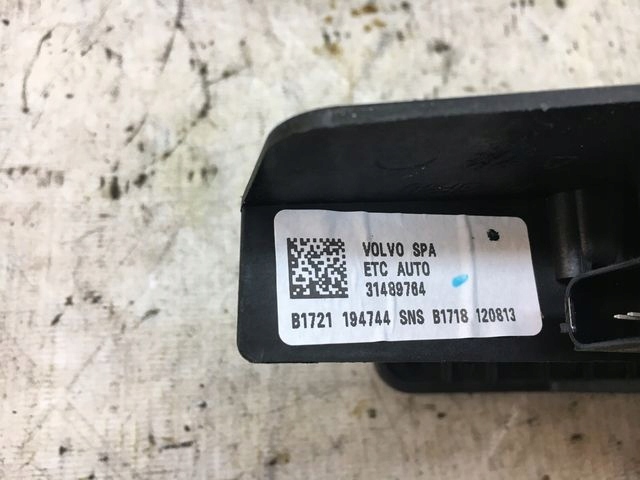 VOLVO SPA
ETC AUTO
31489764
B1721 194744 SNS B1718 120813